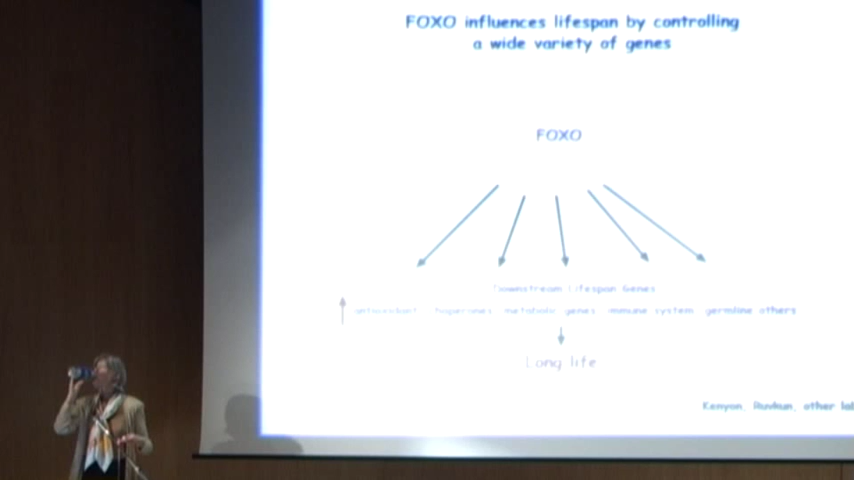 FOXO influences lifespan by controlling
a wide variety of genes
FOXO
Downstream Lifespan Genes
antioxidant chaperones metabolic genes immune system germline others
Long life
Kenyon, Ruvkun, other lab